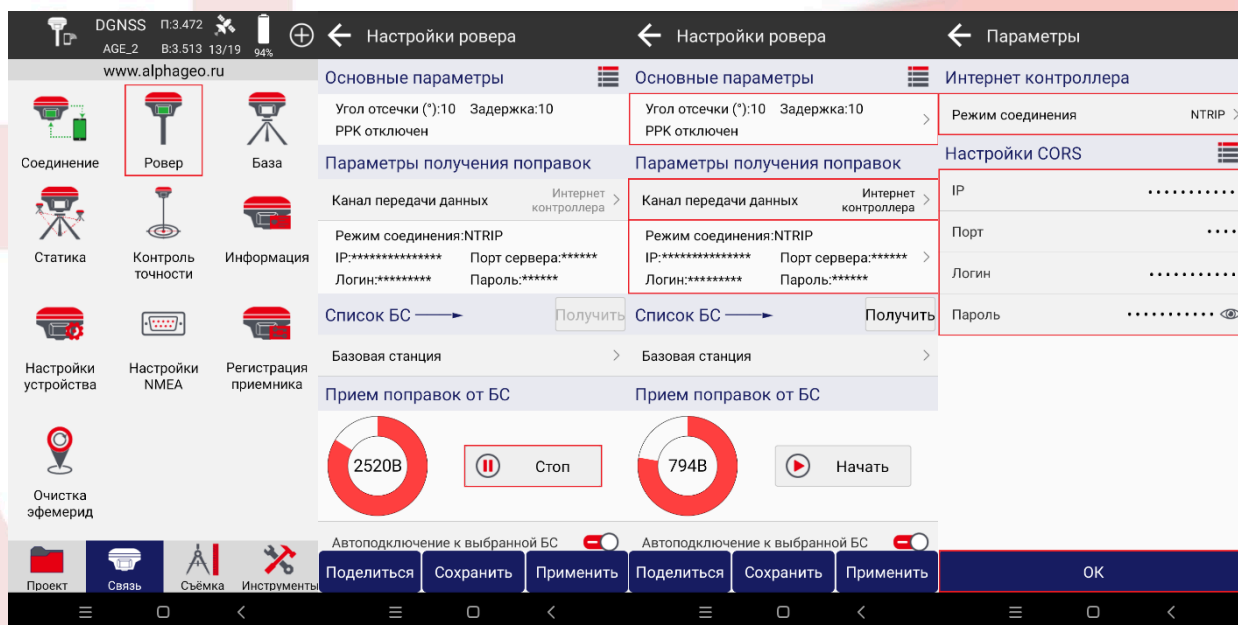 DGNSS П:3.472
AGE_2 В:3.513 13/19 94%
www.alphageo.ru
Соединение
Ровер
База
Статика
Контроль
точности
Информация
Настройки
устройства
Настройки
NMEA
Регистрация
приемника
Очистка
эфемерид
Проект
Связь
Съёмка
Инструменты
Настройки ровера
Основные параметры
Угол отсечки (°):10 Задержка:10
PPK отключен
Параметры получения поправок
Канал передачи данных
Интернет
контроллера
Режим соединения:NTRIP
IP:*************** Порт сервера:******
Логин:********* Пароль:******
Список БС
Получить
Базовая станция
Прием поправок от БС
2520B
Стоп
Автоподключение к выбранной БС
Поделиться
Сохранить
Применить
Настройки ровера
Основные параметры
Угол отсечки (°):10 Задержка:10
PPK отключен
Параметры получения поправок
Канал передачи данных
Интернет
контроллера
Режим соединения:NTRIP
IP:*************** Порт сервера:******
Логин:********* Пароль:******
Список БС
Получить
Базовая станция
Прием поправок от БС
794B
Начать
Автоподключение к выбранной БС
Поделиться
Сохранить
Применить
Параметры
Интернет контроллера
Режим соединения NTRIP
Настройки CORS
IP ...........
Порт ....
Логин ...........
Пароль ...........
ОК